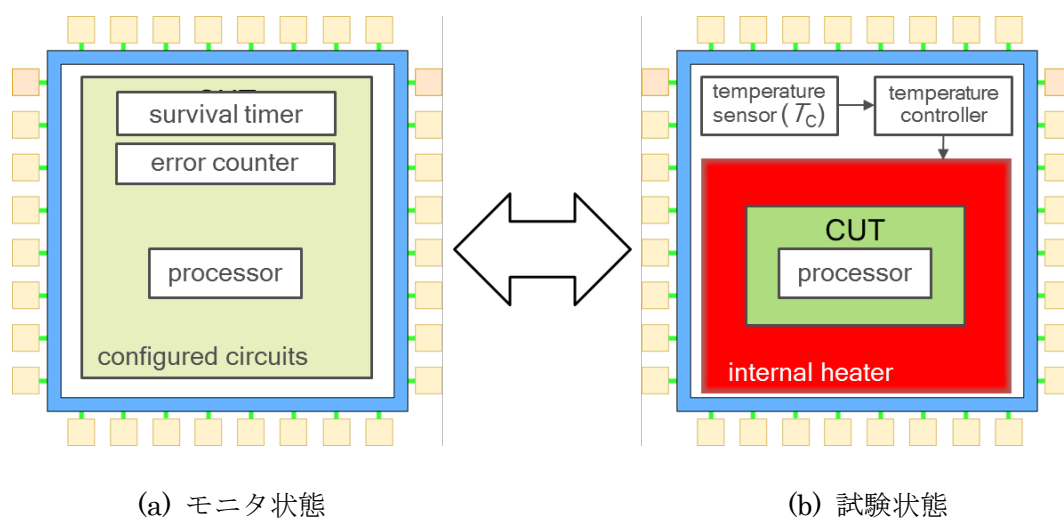 survival timer
error counter
processor
configured circuits
temperature
sensor (Tc)
temperature
controller
CUT
processor
internal heater
(a) モニタ状態
(b) 試験状態